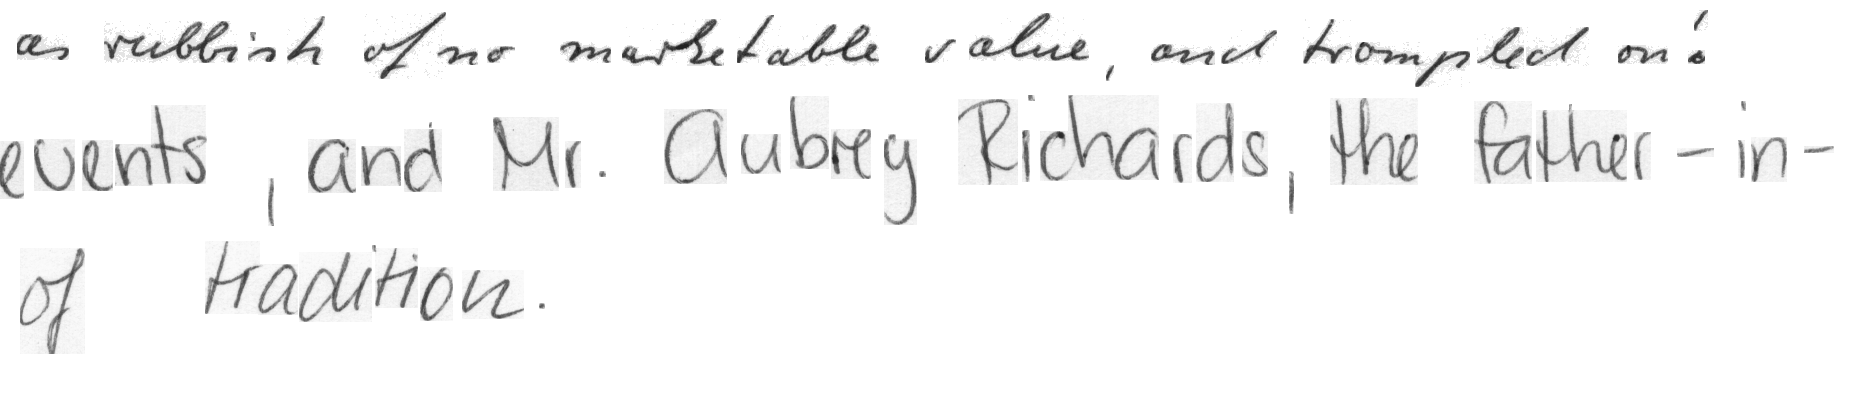 as rubbish of no marketable value, and trampled on!
events, and Mr. Aubrey Richards, the father-in-
of tradition.